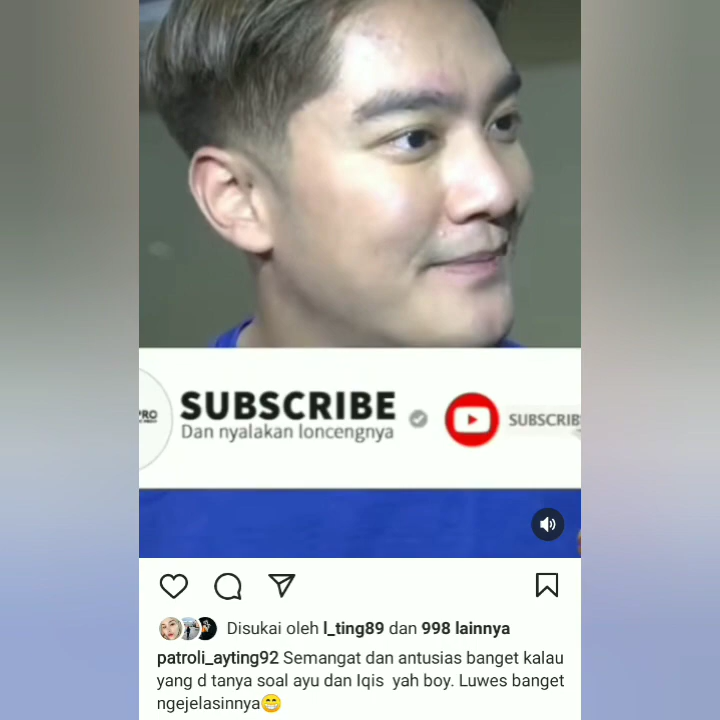 SUBSCRIBE
Dan nyalakan loncengnya
SUBSCRIB
Disukai oleh l_ting89 dan 998 lainnya
patroli_ayting92 Semangat dan antusias banget kalau
yang d tanya soal ayu dan Iqis yah boy. Luwes banget
ngejelasinnya😁